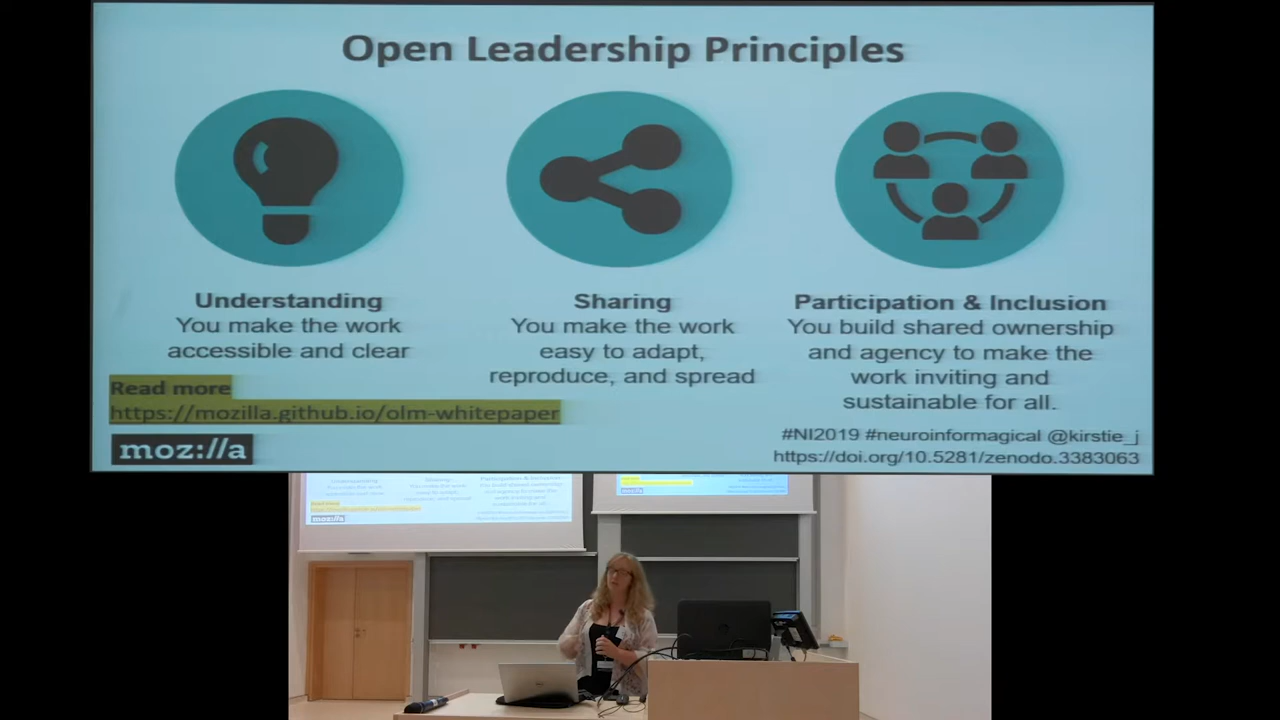 Open Leadership Principles
Understanding
You make the work
accessible and clear
Sharing
You make the work
easy to adapt,
reproduce, and spread
Participation & Inclusion
You build shared ownership
and agency to make the
work inviting and
sustainable for all.
Read more
https://mozilla.github.io/olm-whitepaper
moz://a
#NI2019 #neuroinformagical @kirstie_j
https://doi.org/10.5281/zenodo.3383063